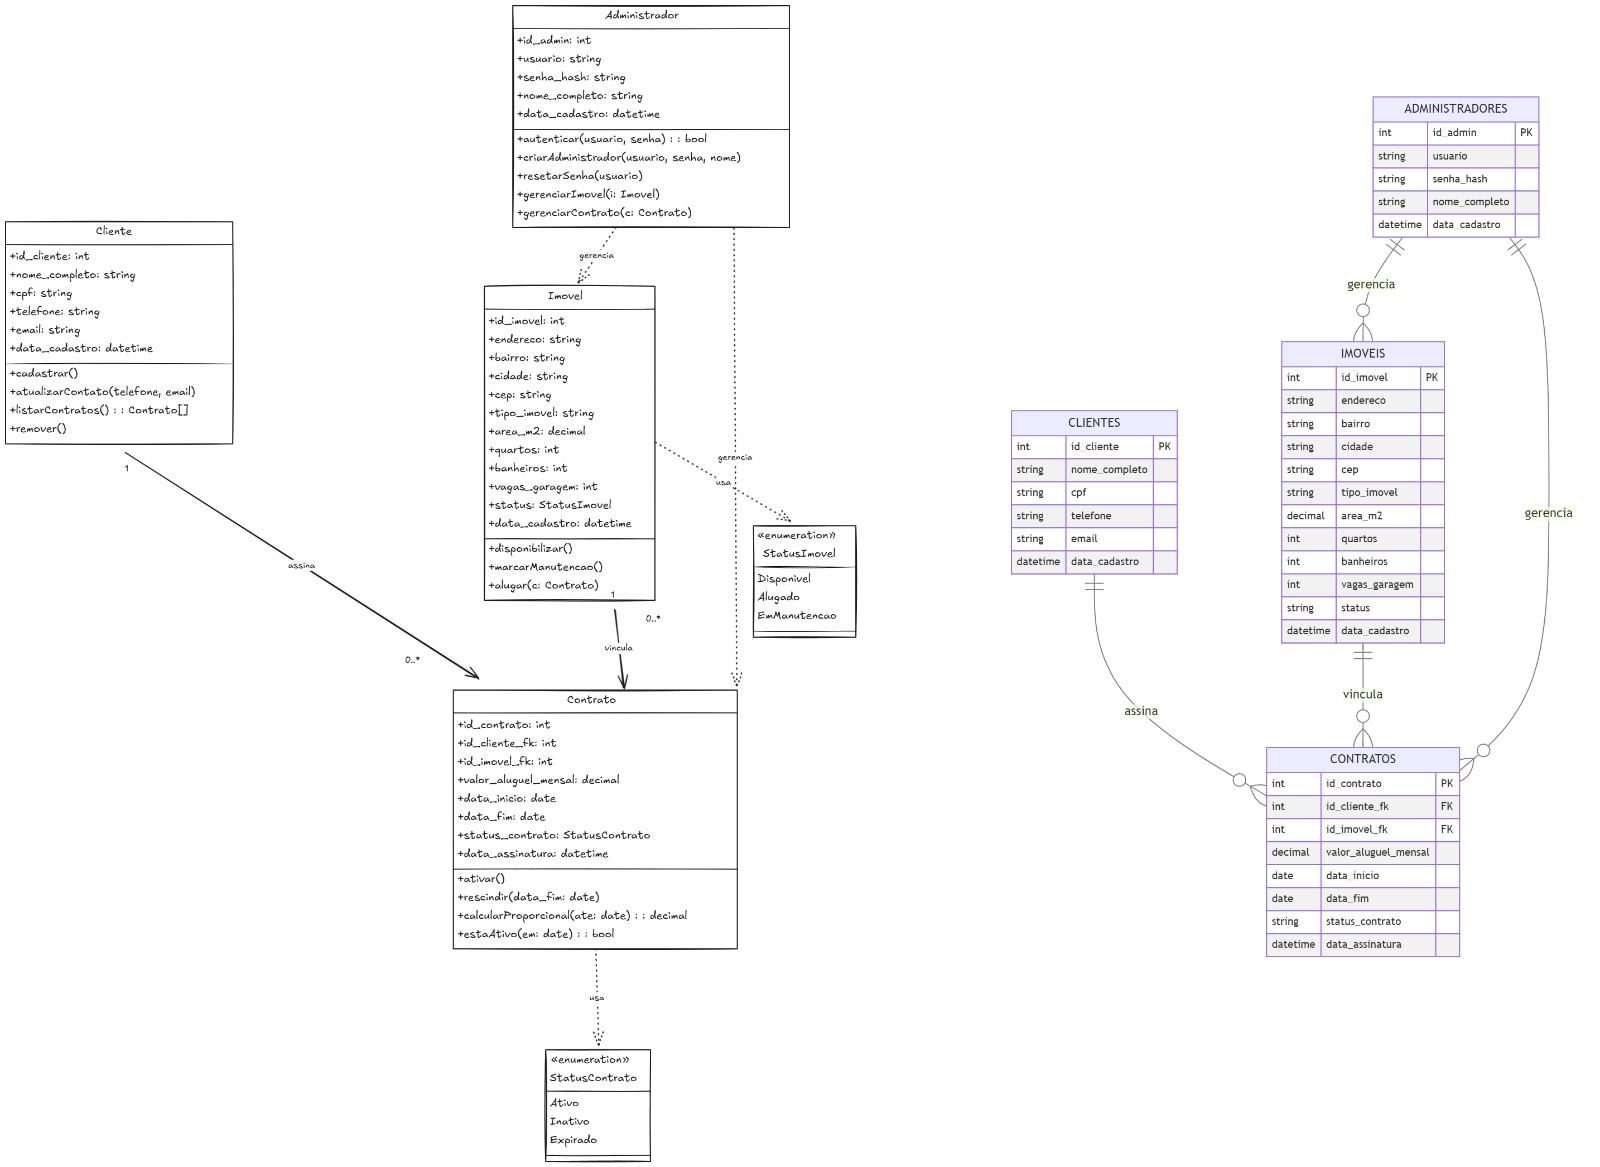 Administrador
+id_admin: int
+usuario: string
+senha_hash: string
+nome_completo: string
+data_cadastro: datetime
+autenticar(usuario, senha) : : bool
+criarAdministrador(usuario, senha, nome)
+resetarSenha(usuario)
+gerenciarImovel(i: Imovel)
+gerenciarContrato(c: Contrato)
Cliente
+id_cliente: int
+nome_completo: string
+cpf: string
+telefone: string
+email: string
+data_cadastro: datetime
+cadastrar()
+atualizarContato(telefone, email)
+listarContratos() : : Contrato[]
+remover()
gerencia
Imovel
+id_imovel: int
+endereco: string
+bairro: string
+cidade: string
+cep: string
+tipo_imovel: string
+area_m2: decimal
+quartos: int
+banheiros: int
+vagas_garagem: int
+status: StatusImovel
+data_cadastro: datetime
+disponibilizar()
+marcarManutencao()
+alugar(c: Contrato)
gerencia
usa
«enumeration»
StatusImovel
Disponivel
Alugado
EmManutencao
1
assina
0..*
1
0..*
vincula
Contrato
+id_contrato: int
+id_cliente_fk: int
+id_imovel_fk: int
+valor_aluguel_mensal: decimal
+data_inicio: date
+data_fim: date
+status_contrato: StatusContrato
+data_assinatura: datetime
+ativar()
+rescindir(data_fim: date)
+calcularProporcional(ate: date) : : decimal
+estaAtivo(em: date) : : bool
usa
«enumeration»
StatusContrato
Ativo
Inativo
Expirado
ADMINISTRADORES
int id_admin PK
string usuario
string senha_hash
string nome_completo
datetime data_cadastro
gerencia
gerencia
IMOVEIS
int id_imovel PK
string endereco
string bairro
string cidade
string cep
string tipo_imovel
decimal area_m2
int quartos
int banheiros
int vagas_garagem
string status
datetime data_cadastro
CLIENTES
int id_cliente PK
string nome_completo
string cpf
string telefone
string email
datetime data_cadastro
assina
vincula
CONTRATOS
int id_contrato PK
int id_cliente_fk FK
int id_imovel_fk FK
decimal valor_aluguel_mensal
date data_inicio
date data_fim
string status_contrato
datetime data_assinatura